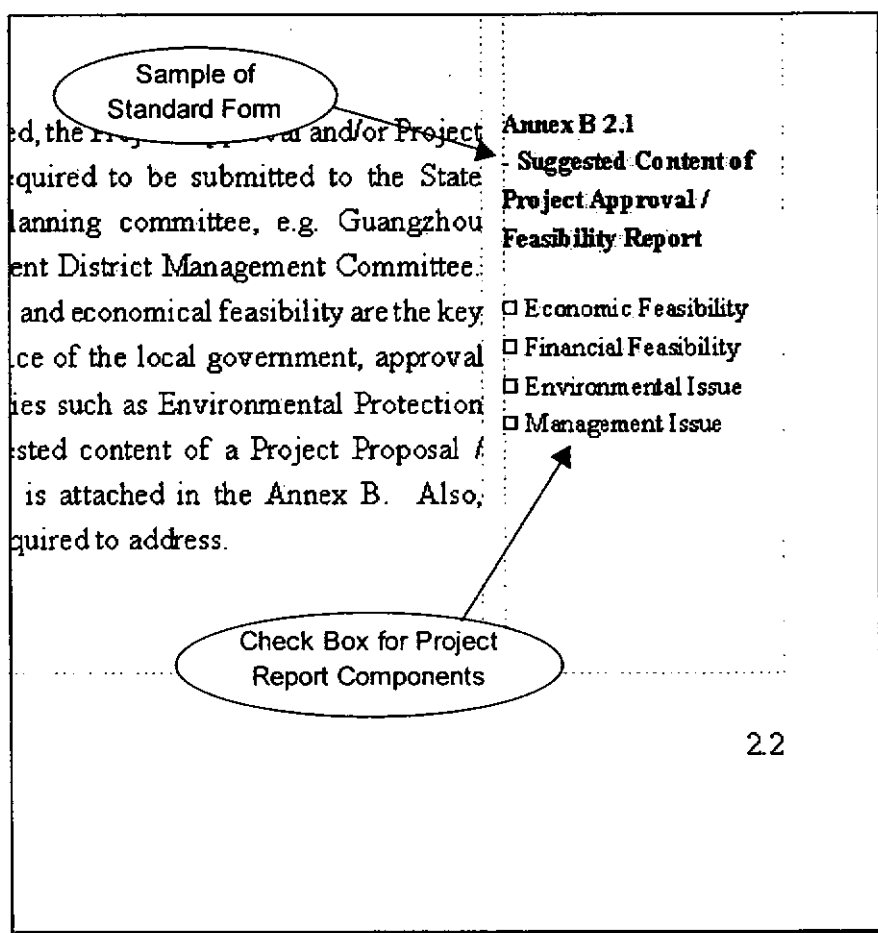 Sample of
Standard Form
ed, the and/or Project
quired to be submitted to the State
lanning committee, e.g. Guangzhou
ent District Management Committee.
and economical feasibility are the key
ce of the local government, approval
ies such as Environmental Protection
sted content of a Project Proposal /
is attached in the Annex B. Also,
quired to address.
Annex B 2.1
- Suggested Content of
Project Approval /
Feasibility Report
□ Economic Feasibility
□ Financial Feasibility
□ Environmental Issue
□ Management Issue
Check Box for Project
Report Components
2.2